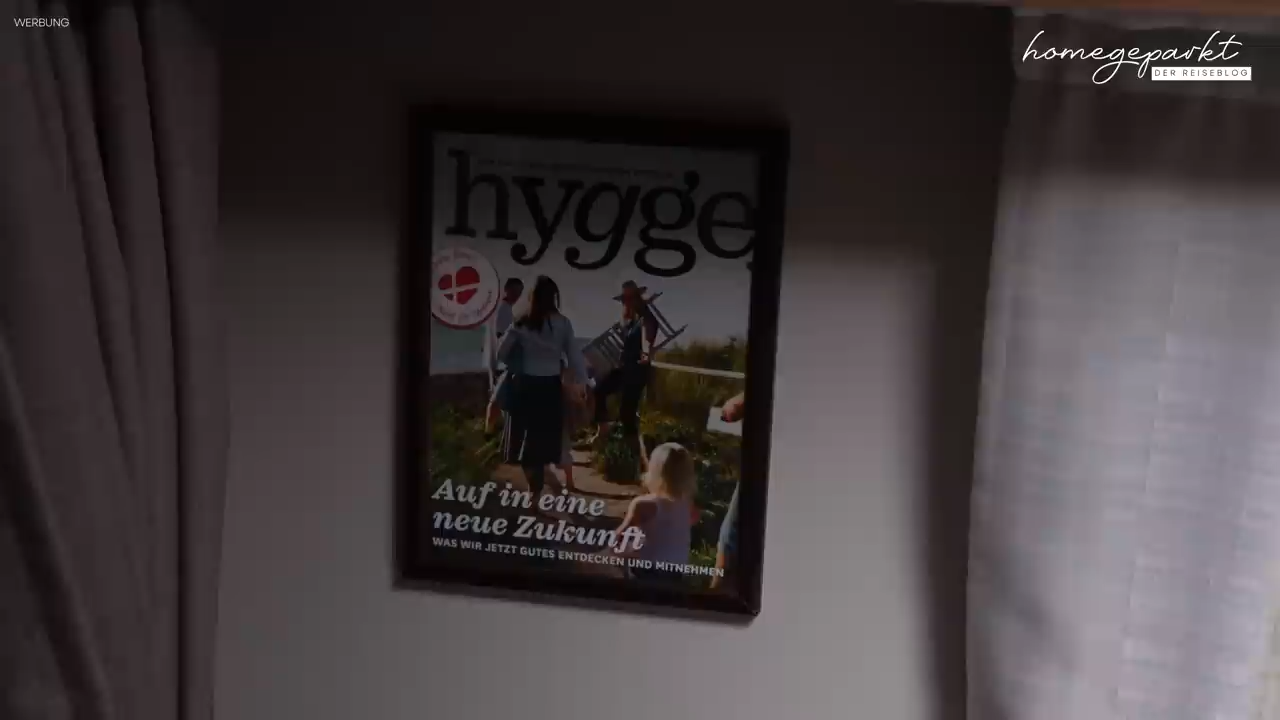 WERBUNG
homegeparkt
DER REISEBLOG
hygge
Auf in eine
neue Zukunft
WAS WIR JETZT GUTES ENTDECKEN UND MITNEHMEN